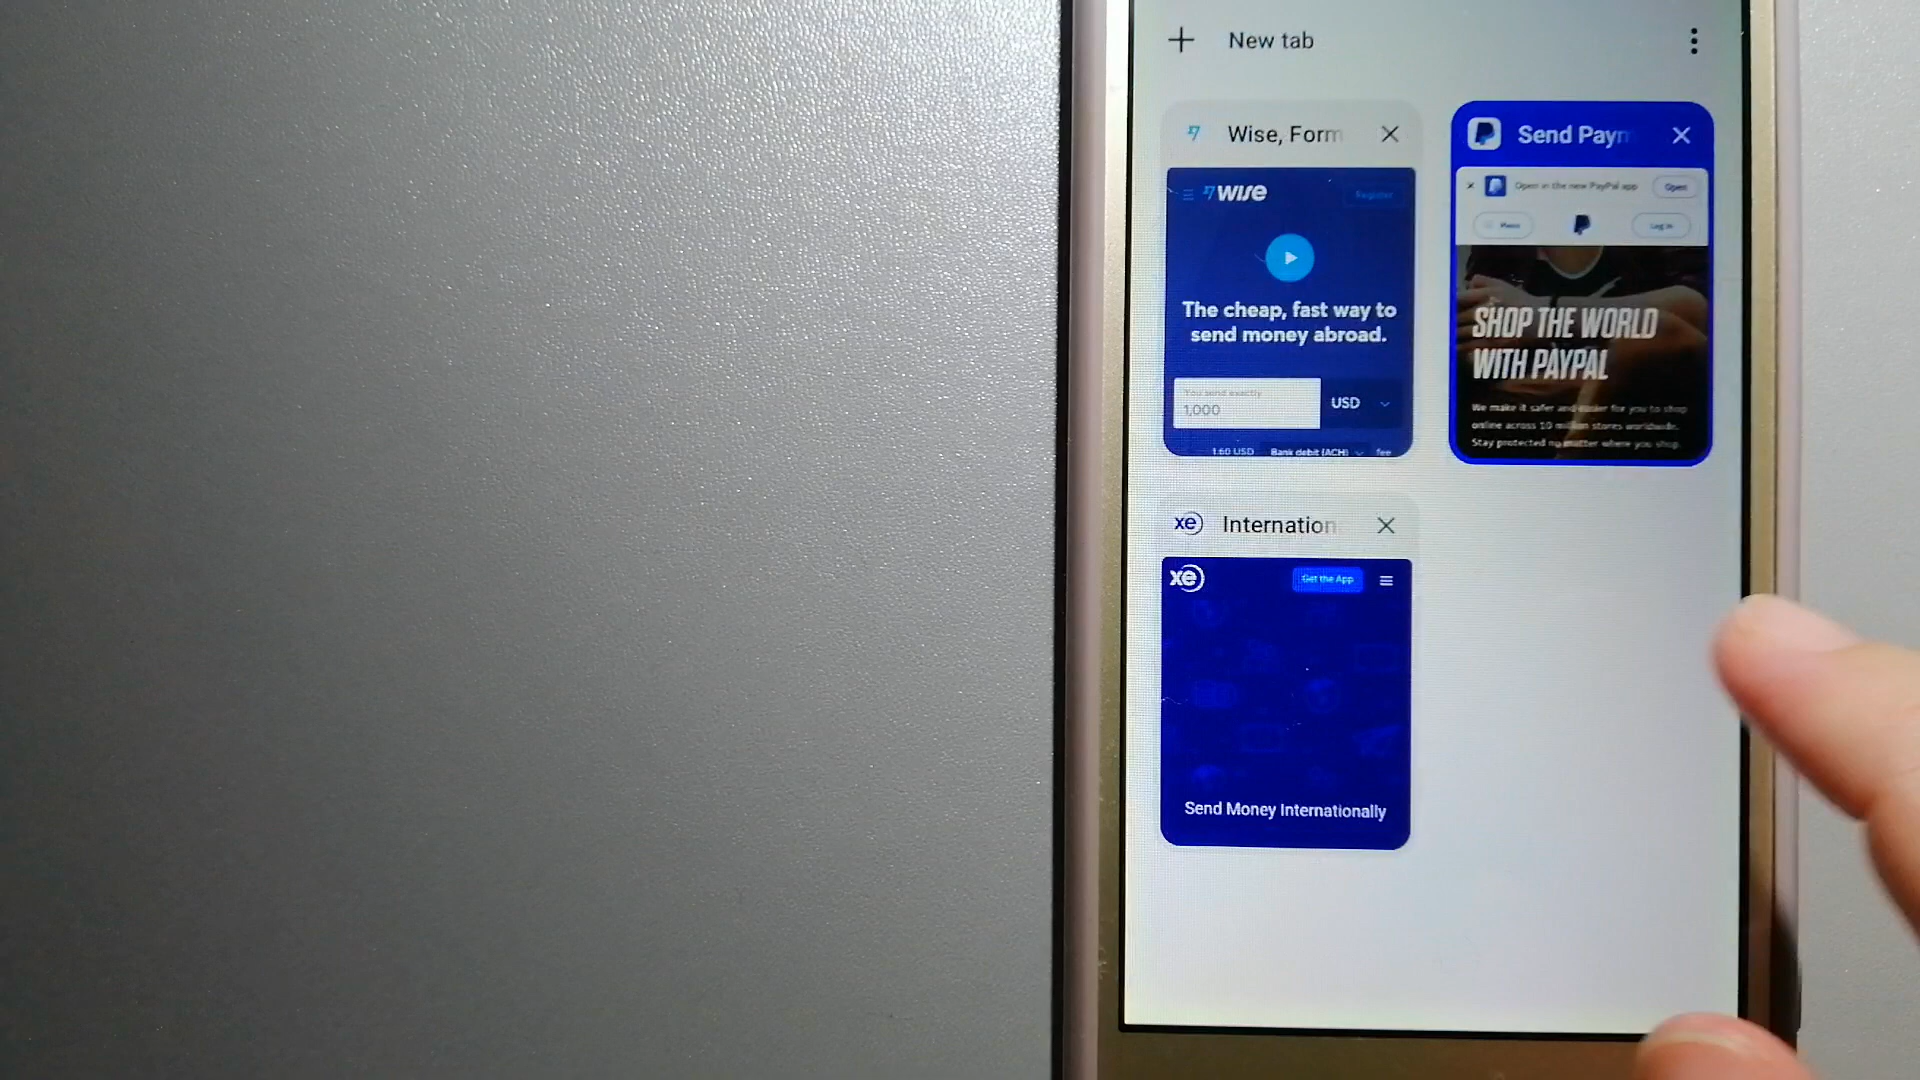 New tab
Wise, Form
WISE
Register
The cheap, fast way to
send money abroad.
You send exactly
1,000
USD
1.60 USD Bank debit (ACH) fee
Send Paym
Open in the new PayPal app
Open
Menu
Log In
SHOP THE WORLD
WITH PAYPAL
We make it safer and easier for you to shop
online across 10 million stores worldwide.
Stay protected no matter where you shop.
xe Internation
xe
Get the App
Send Money Internationally